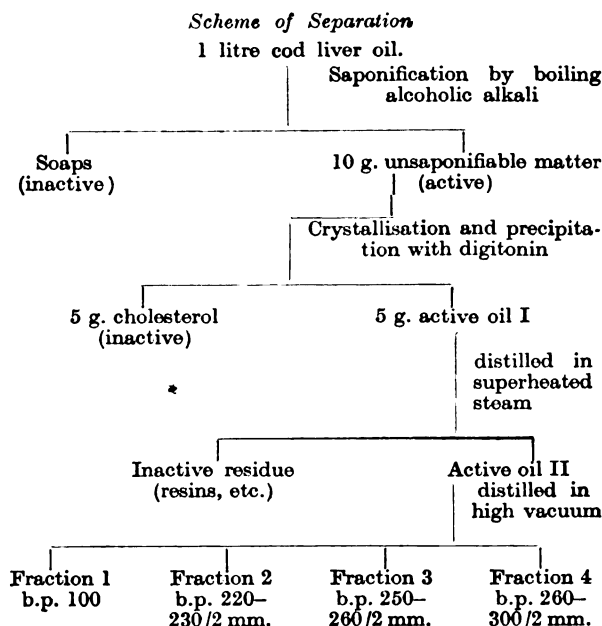 Scheme of Separation
1 litre cod liver oil.
Saponification by boiling
alcoholic alkali
Soaps
(inactive)
10 g. unsaponifiable matter
(active)
Crystallisation and precipita-
tion with digitonin
5 g. cholesterol
(inactive)
5 g. active oil I
distilled in
superheated
steam
Inactive residue
(resins, etc.)
Active oil II
distilled in
high vacuum
Fraction 1
b.p. 100
Fraction 2
b.p. 220–
230/2 mm.
Fraction 3
b.p. 250–
260/2 mm.
Fraction 4
b.p. 260–
300/2 mm.